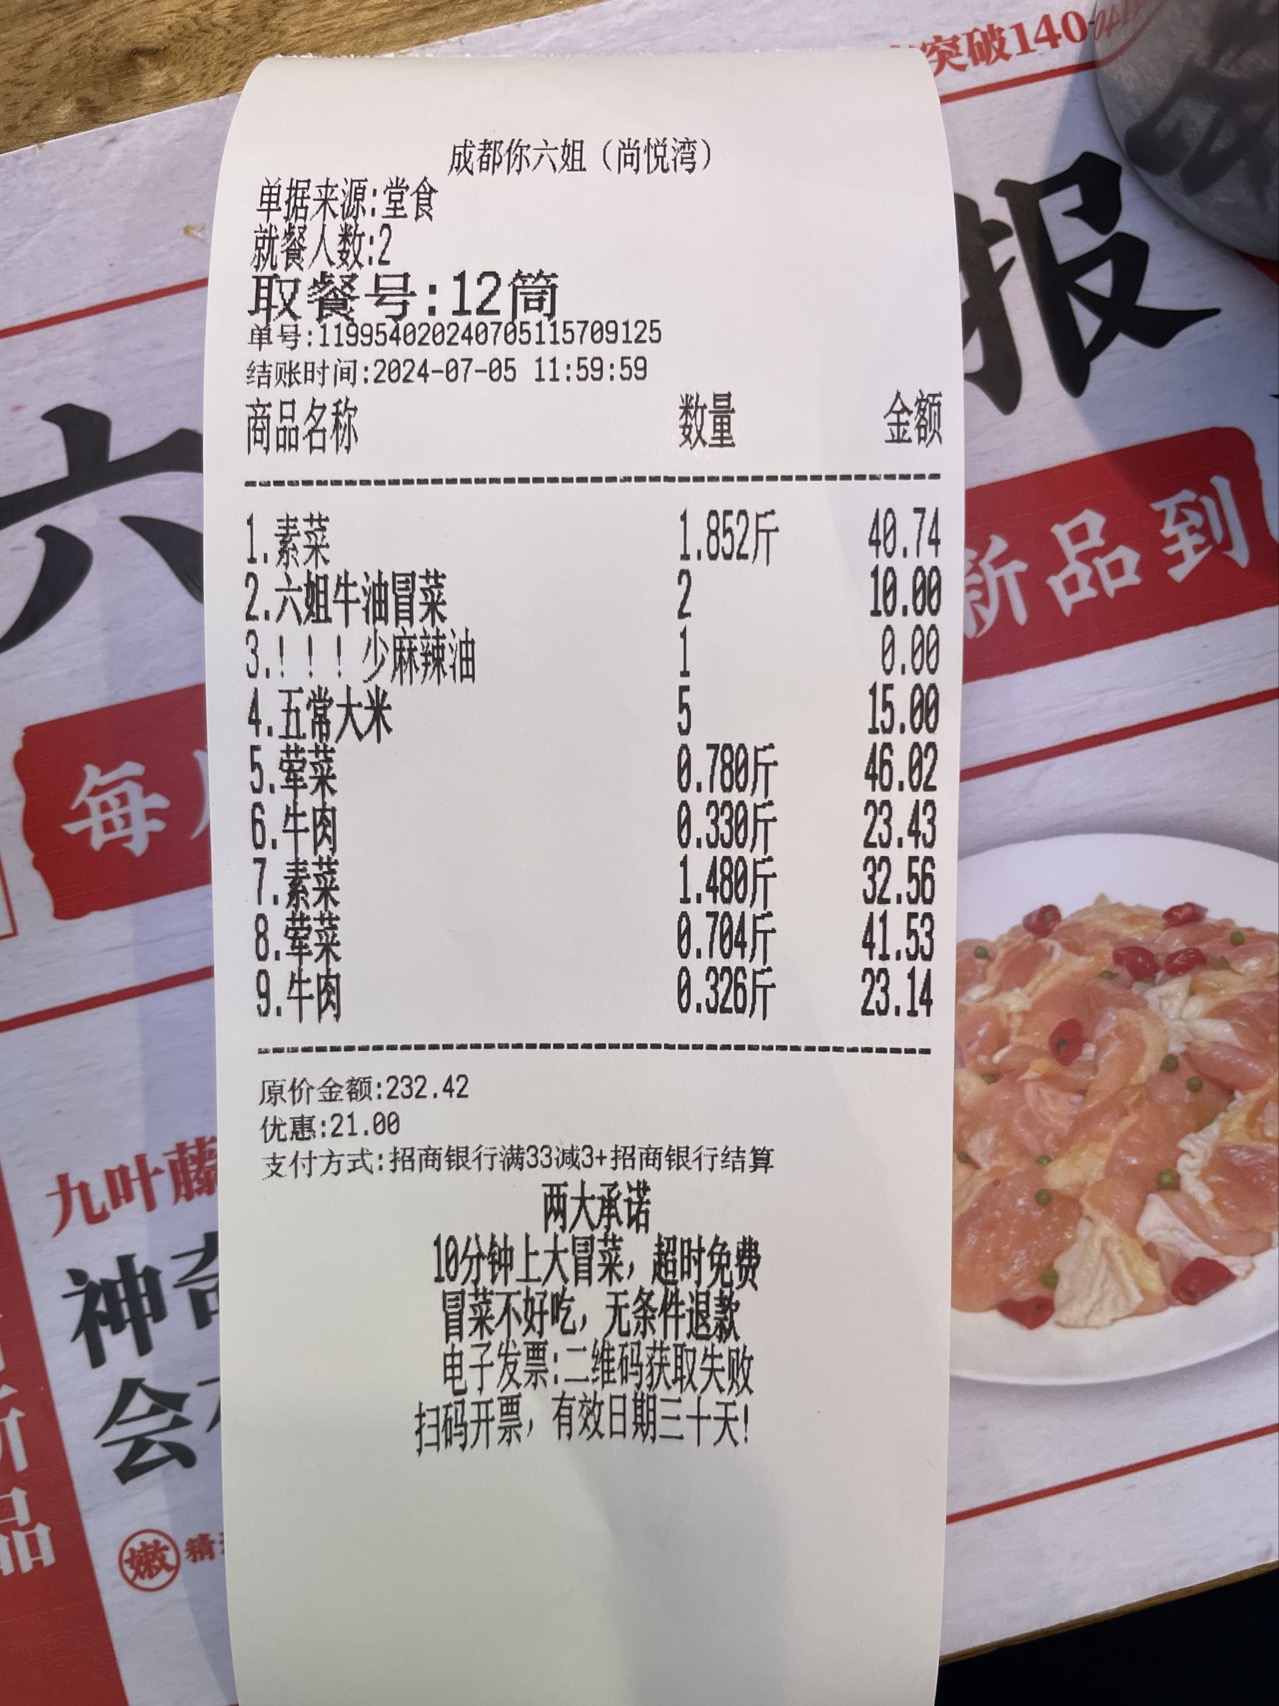 突破140
成都你六姐（尚悦湾）
单据来源:堂食
就餐人数:2
取餐号:12筒
单号:119954020240705115709125
结账时间:2024-07-05 11:59:59
商品名称 数量 金额
1.素菜 1.852斤 40.74
2.六姐牛油冒菜 2 10.00
3.！！！少麻辣油 1 0.00
4.五常大米 5 15.00
5.荤菜 0.780斤 46.02
6.牛肉 0.330斤 23.43
7.素菜 1.480斤 32.56
8.荤菜 0.704斤 41.53
9.牛肉 0.326斤 23.14
原价金额:232.42
优惠:21.00
支付方式:招商银行满33减3+招商银行结算
两大承诺
10分钟上大冒菜，超时免费
冒菜不好吃，无条件退款
电子发票:二维码获取失败
扫码开票，有效日期三十天！
六
报
每
新品到
九叶藤
神奇
会
新品
嫩 精